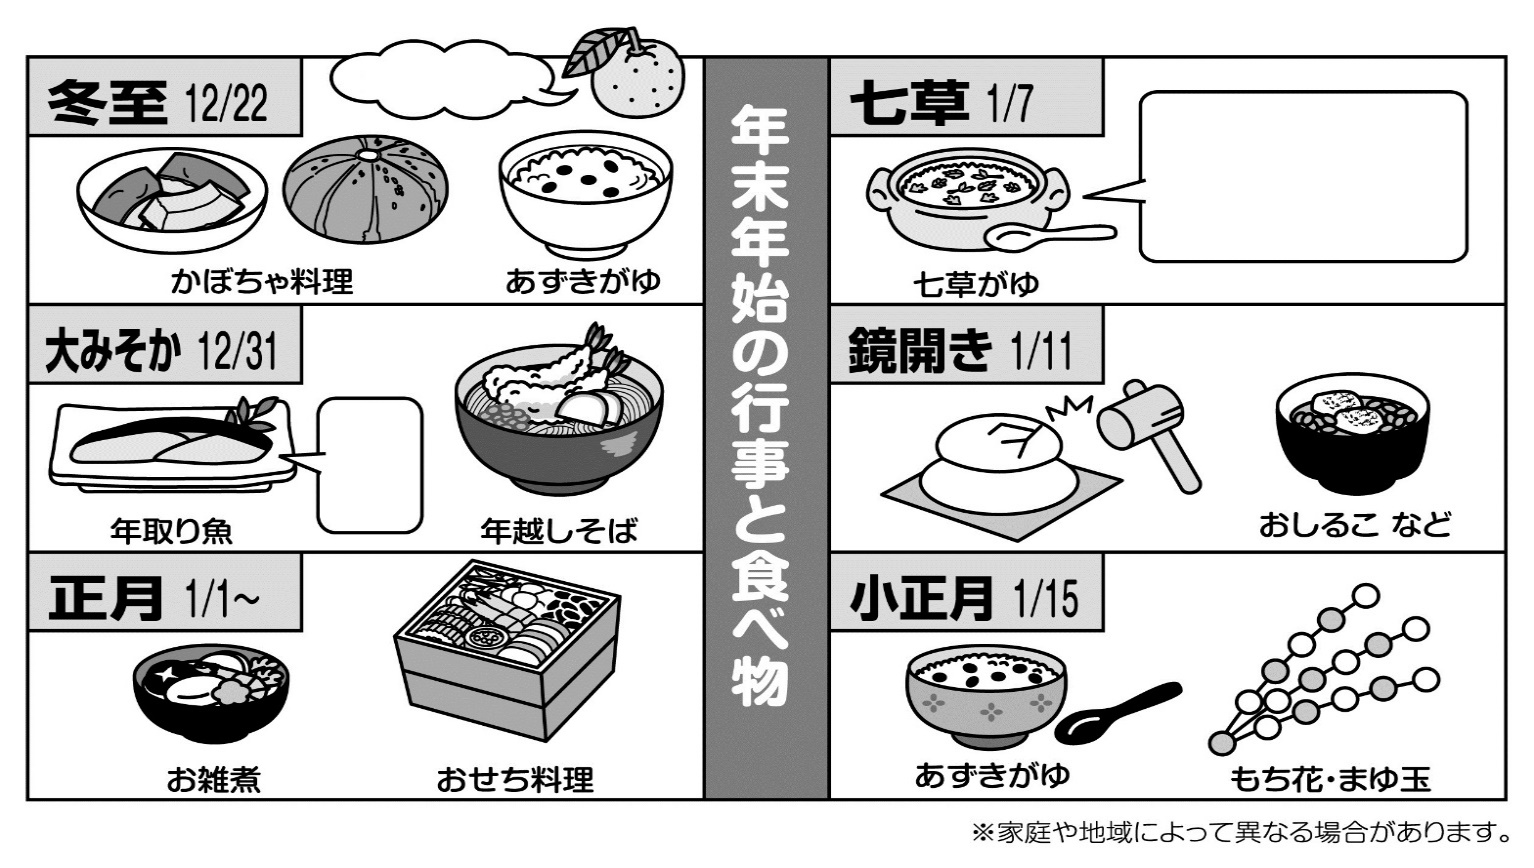 年末年始の行事と食べ物
冬至 12/22
かぼちゃ料理
あずきがゆ
大みそか 12/31
年取り魚
年越しそば
正月 1/1~
お雑煮
おせち料理
七草 1/7
七草がゆ
鏡開き 1/11
おしるこ など
小正月 1/15
あずきがゆ
もち花・まゆ玉
※家庭や地域によって異なる場合があります。